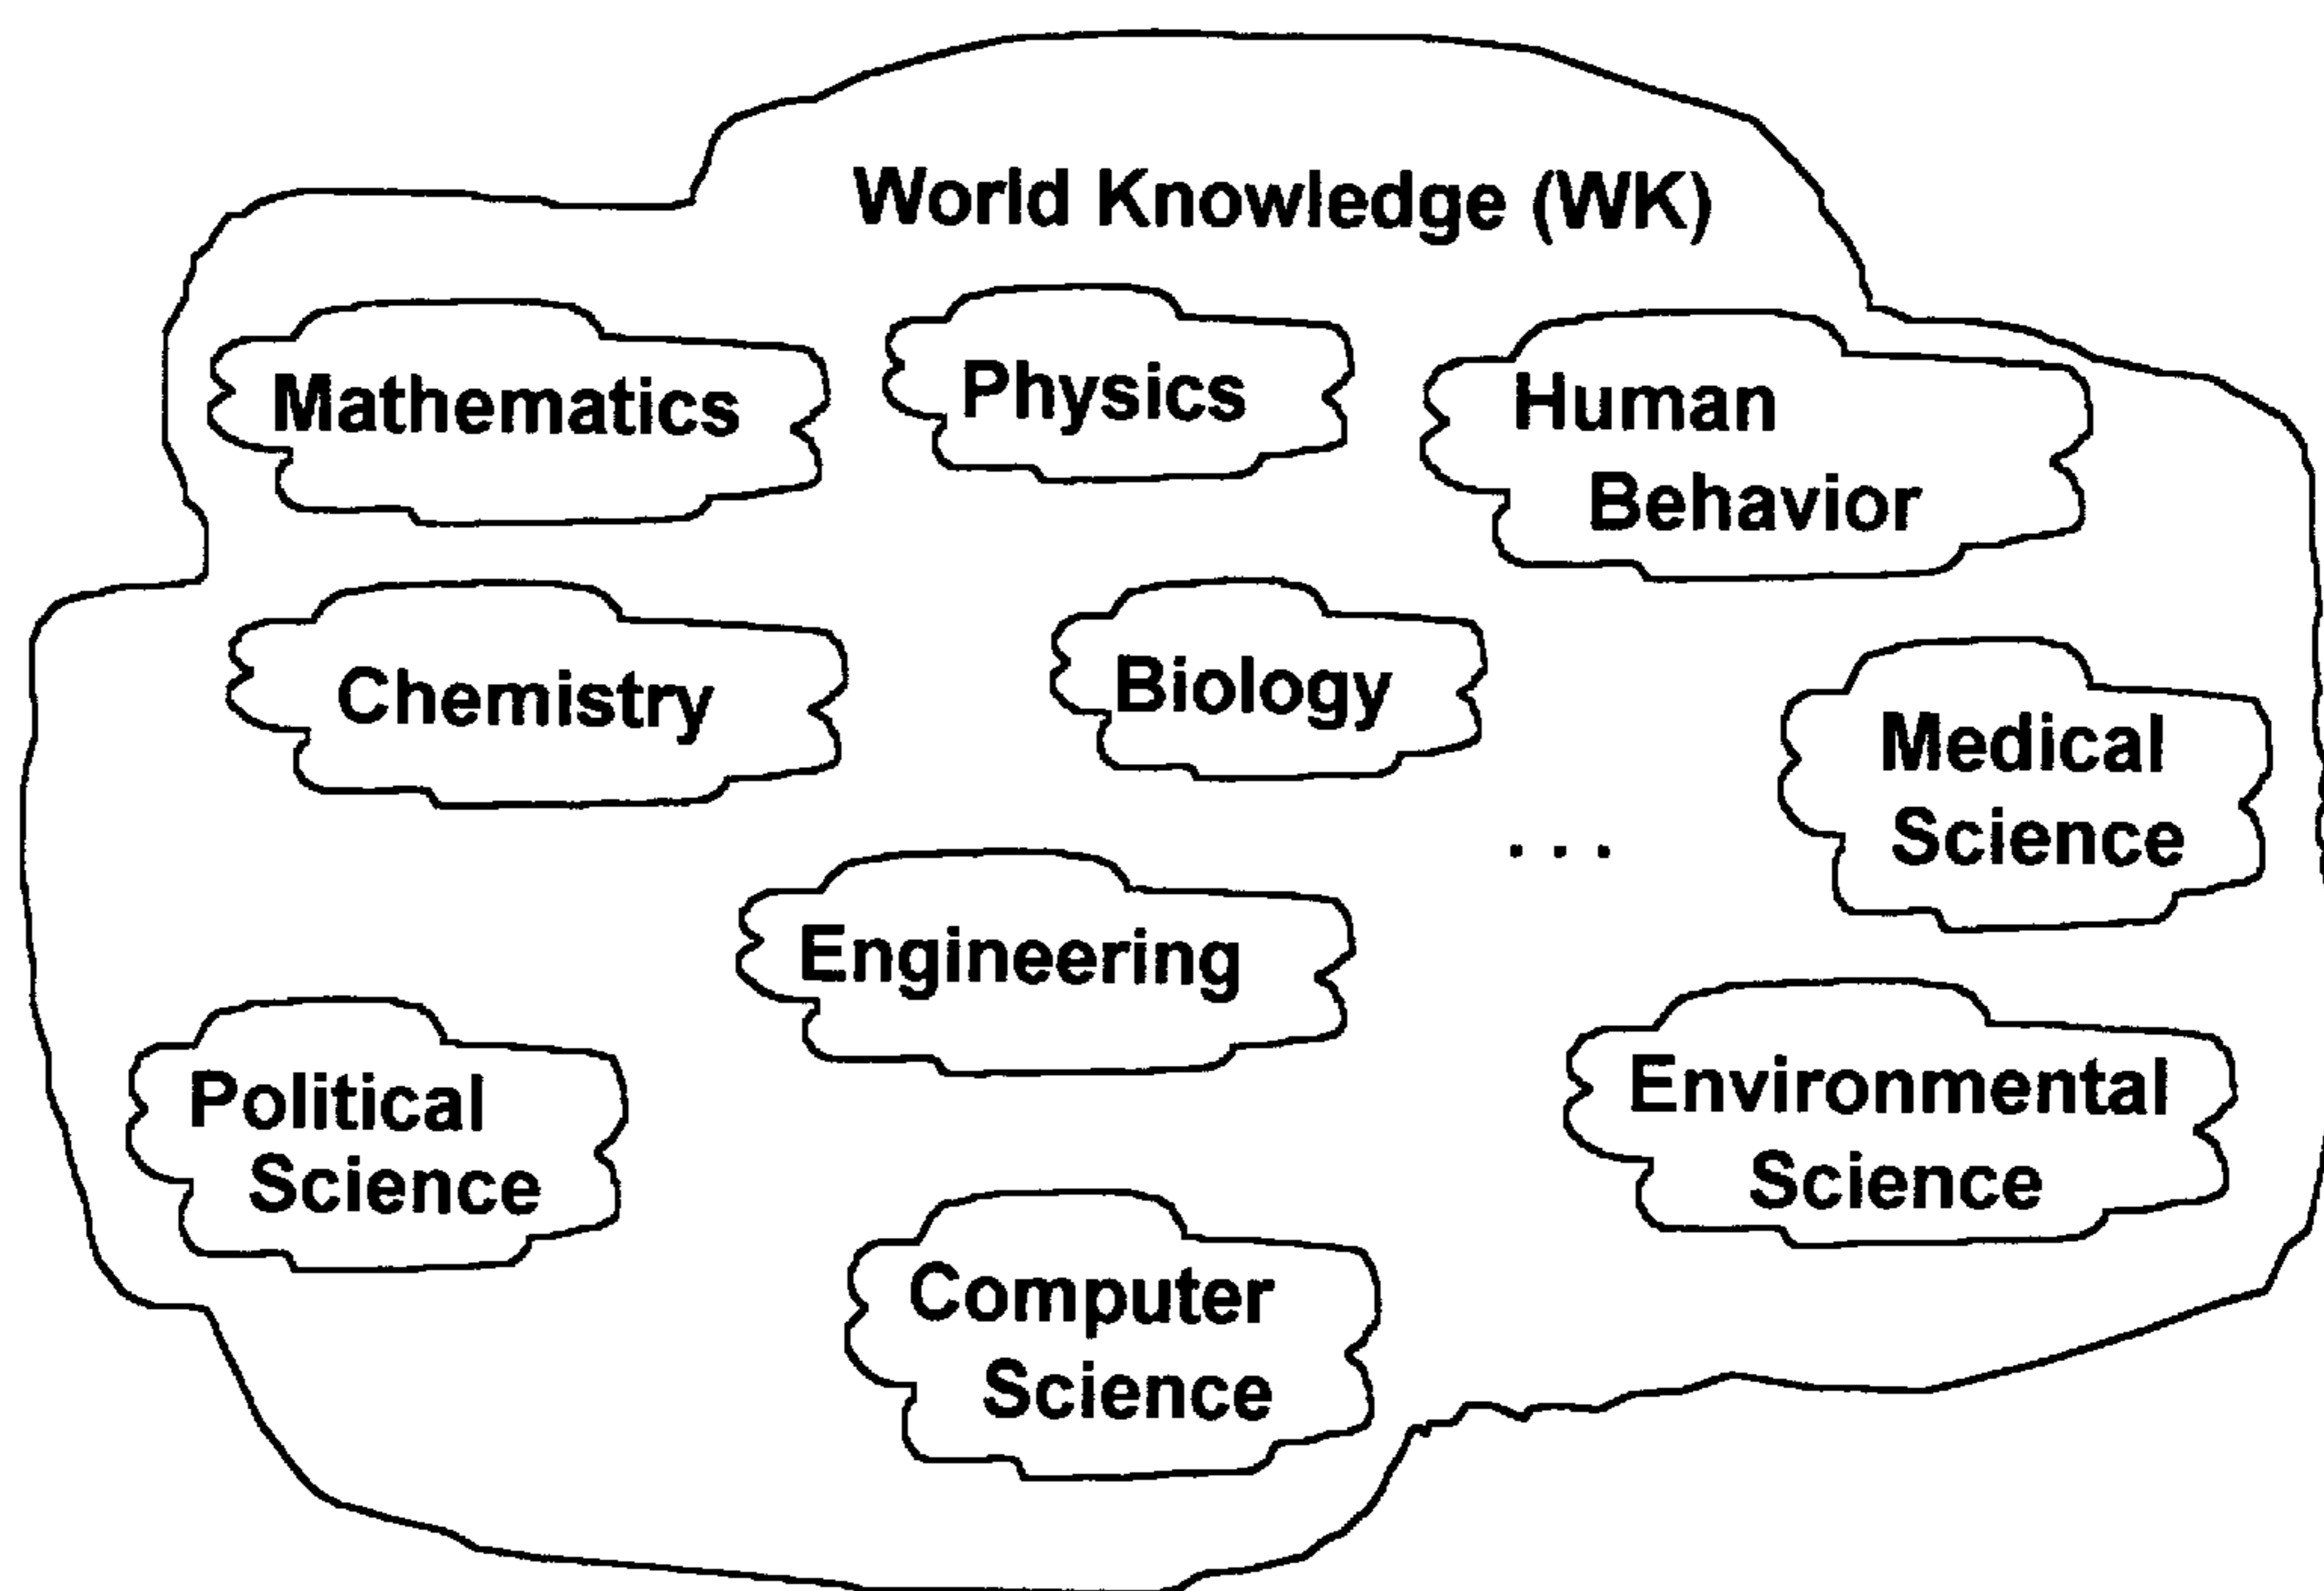 World Knowledge (WK)
Mathematics
Physics
Human
Behavior
Chemistry
Biology
Medical
Science
. . .
Engineering
Political
Science
Environmental
Science
Computer
Science